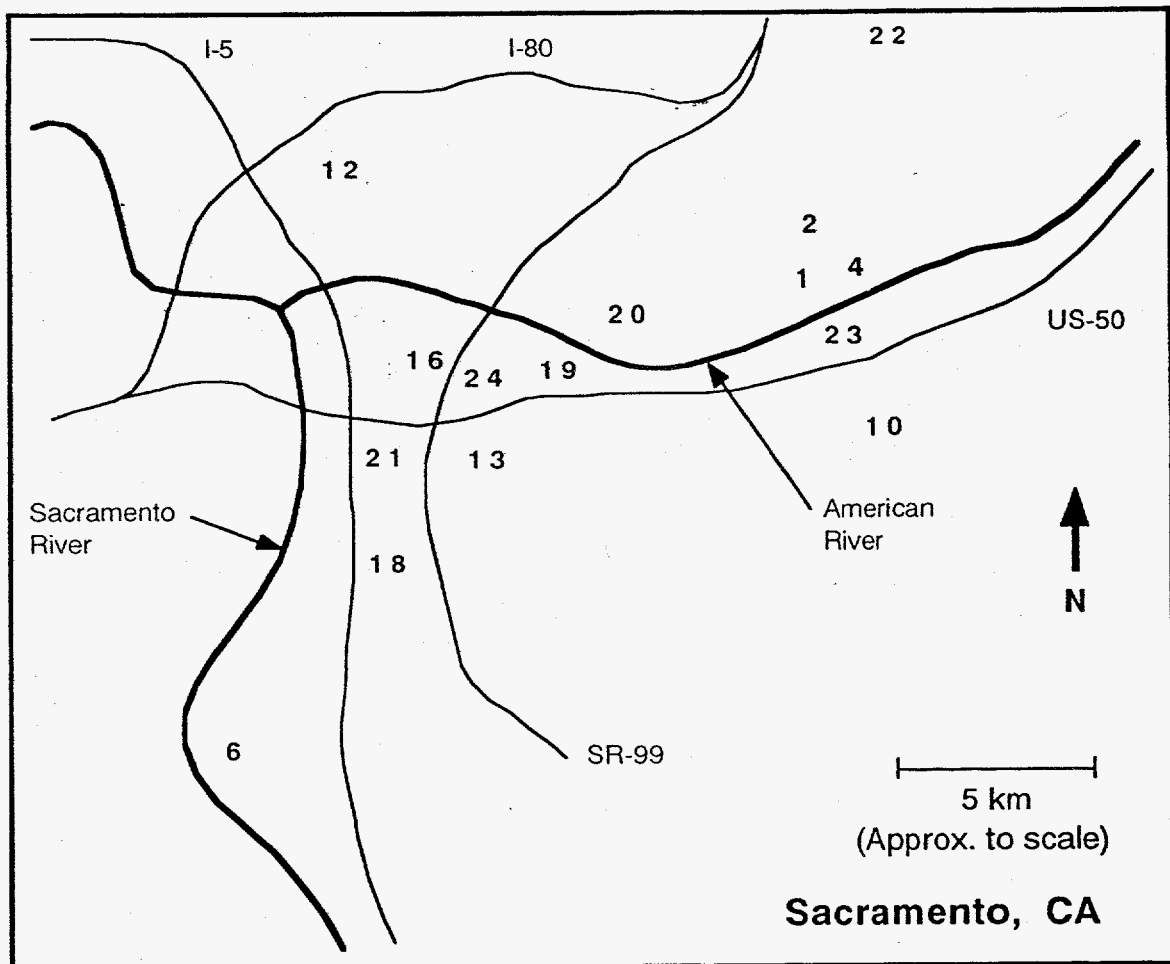 I-5
I-80
22
12
2
4
1
20
23
US-50
16
24
19
10
21
13
Sacramento
River
American
River
18
N
6
SR-99
5 km
(Approx. to scale)
Sacramento, CA